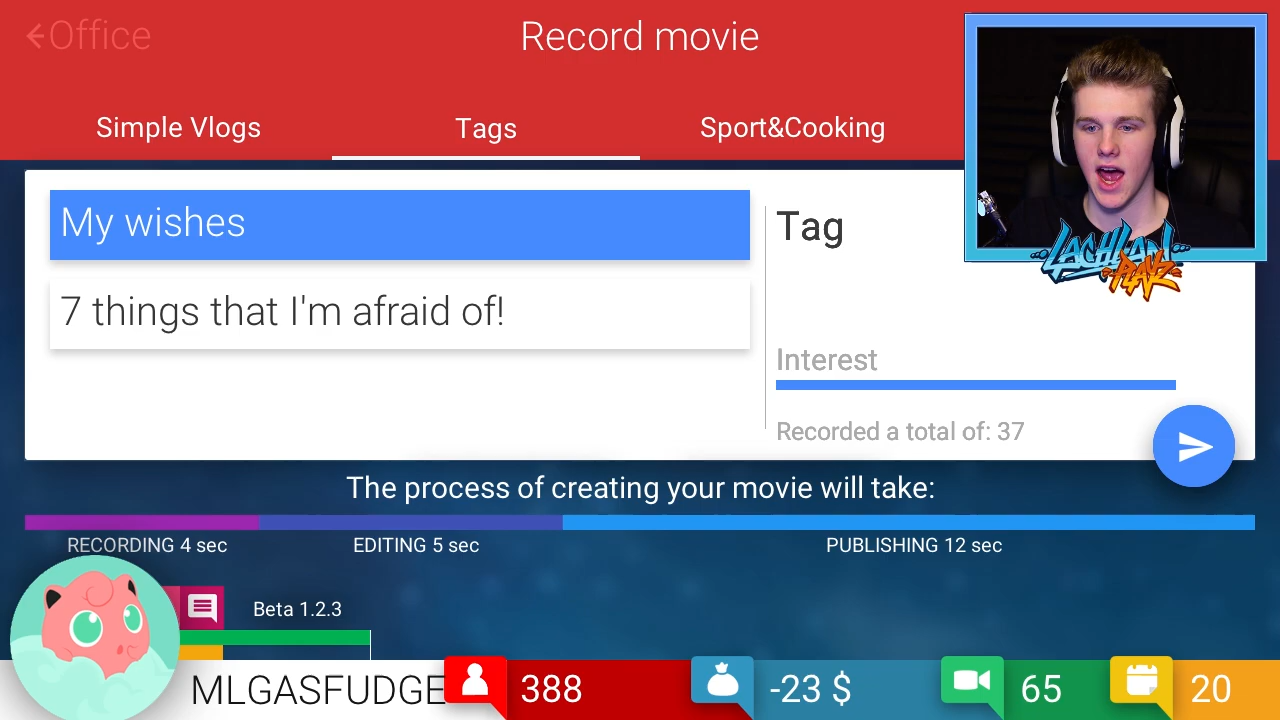 Office
Record movie
Simple Vlogs
Tags
Sport&Cooking
My wishes
7 things that I'm afraid of!
Tag
LACHLAN
PLAYZ
Interest
Recorded a total of: 37
The process of creating your movie will take:
RECORDING 4 sec
EDITING 5 sec
PUBLISHING 12 sec
Beta 1.2.3
MLGASFUDGE
388
-23 $
65
20